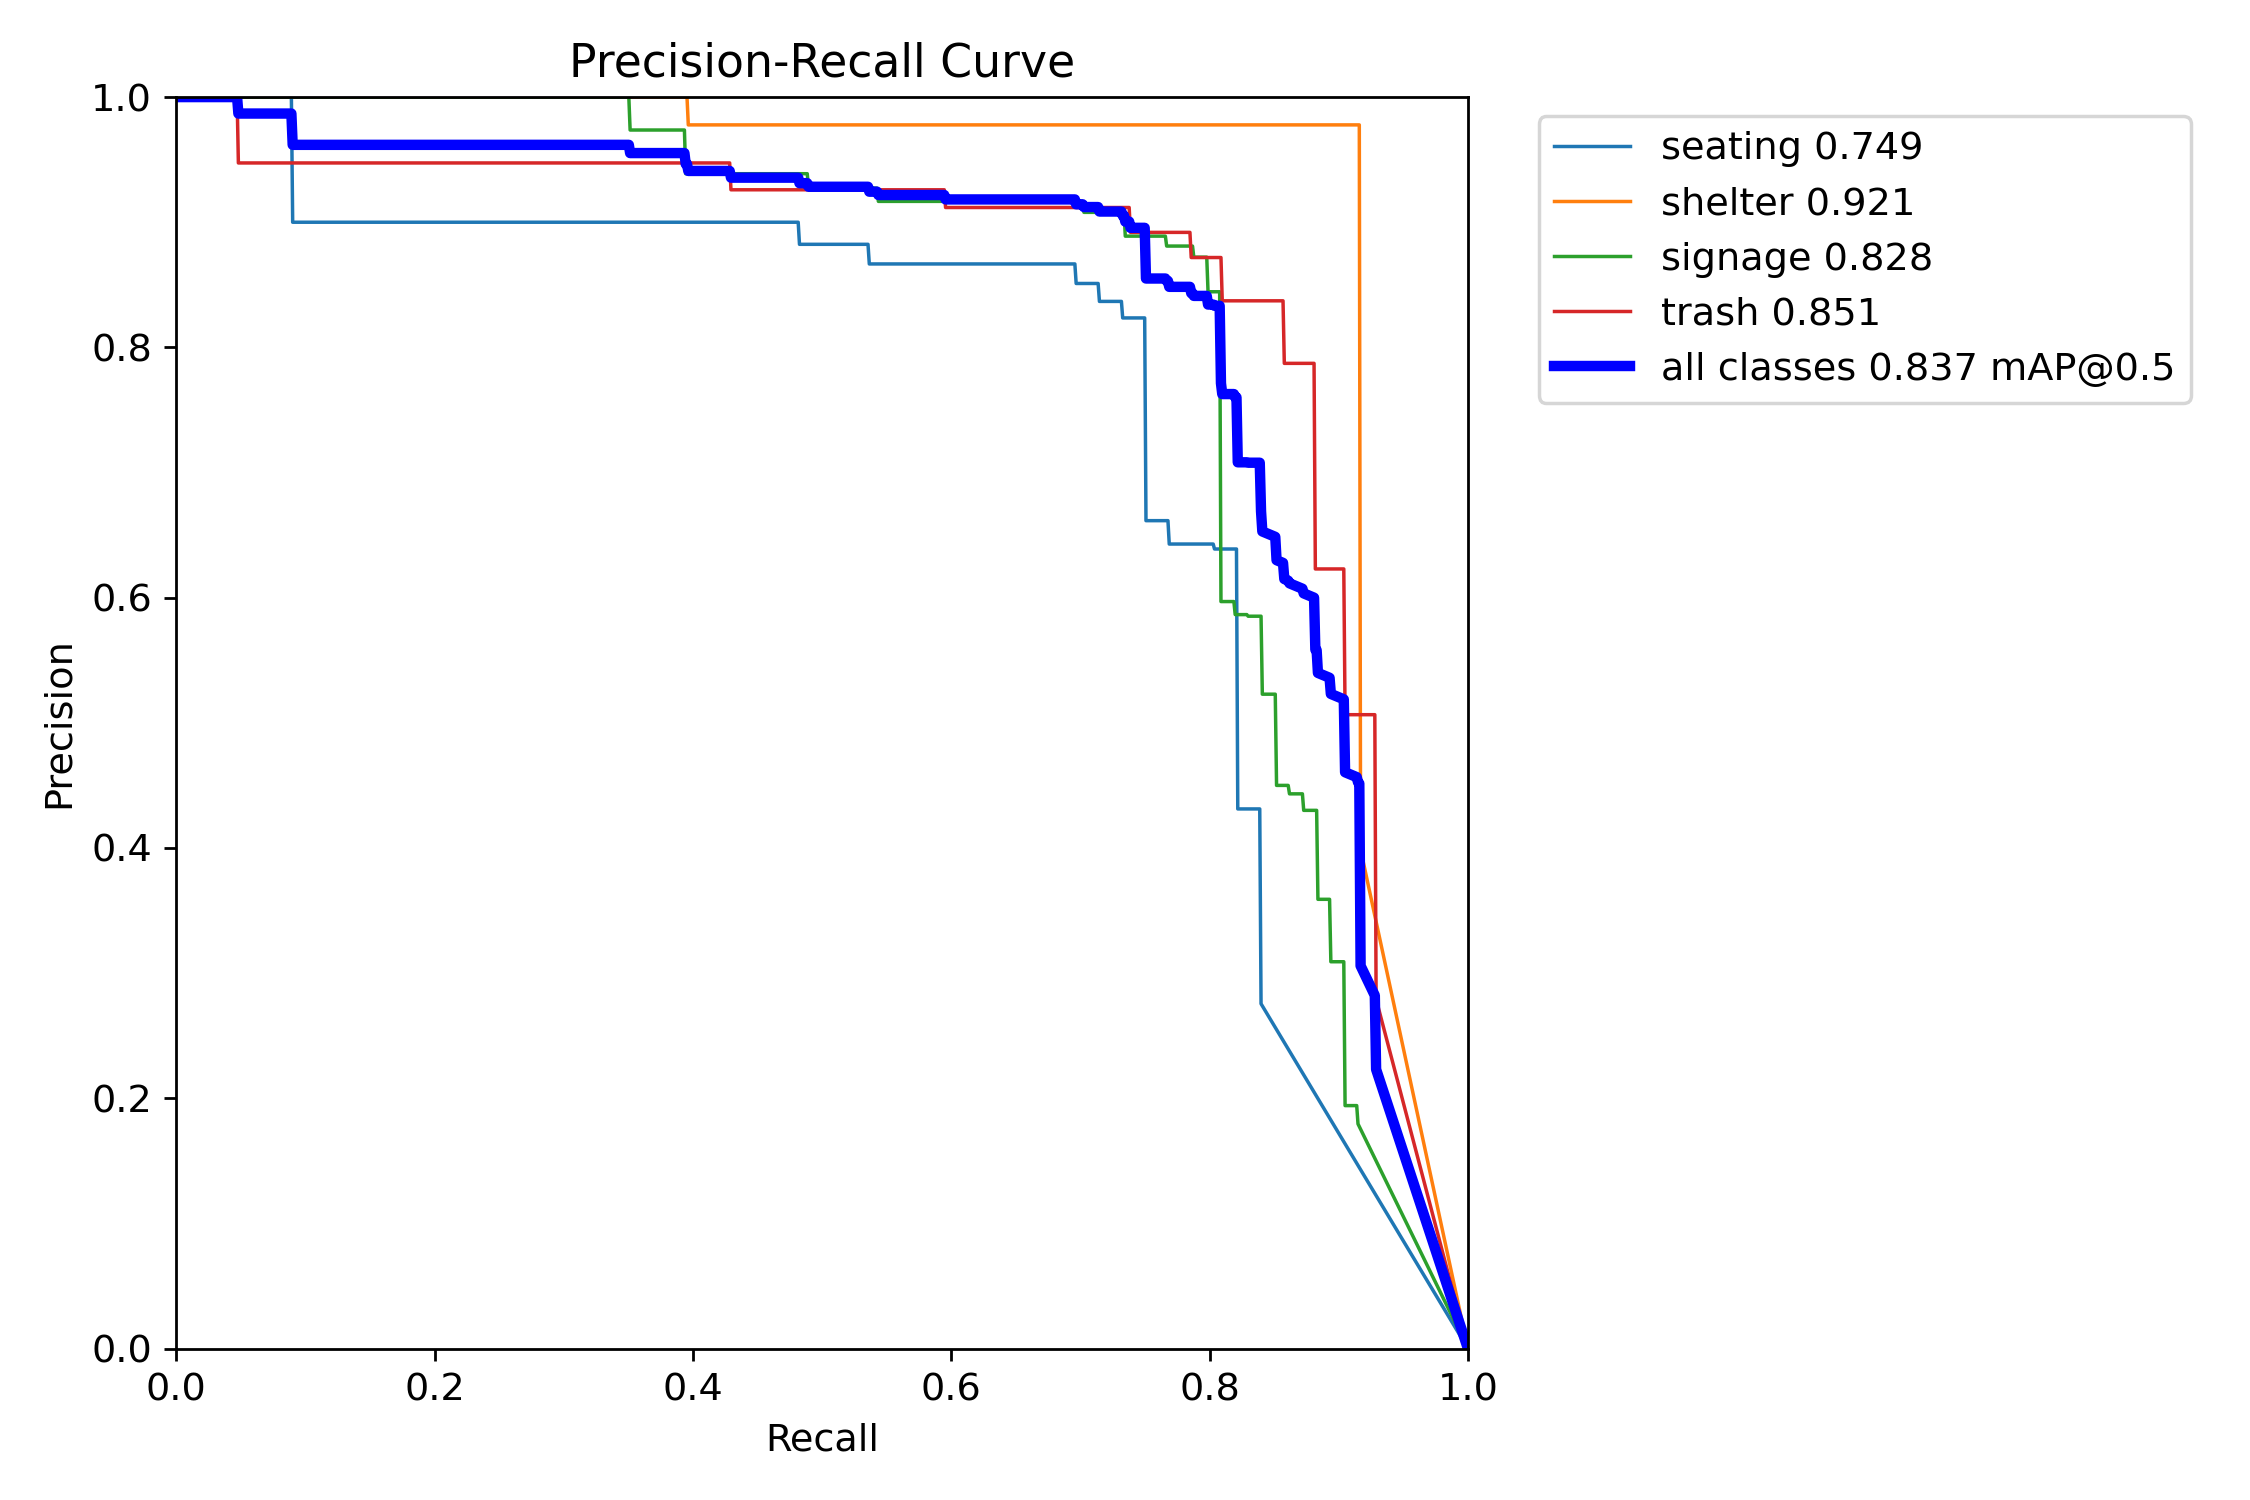 Precision-Recall Curve
1.0
0.8
0.6
0.4
0.2
0.0
Precision
0.0 0.2 0.4 0.6 0.8 1.0
Recall
seating 0.749
shelter 0.921
signage 0.828
trash 0.851
all classes 0.837 mAP@0.5